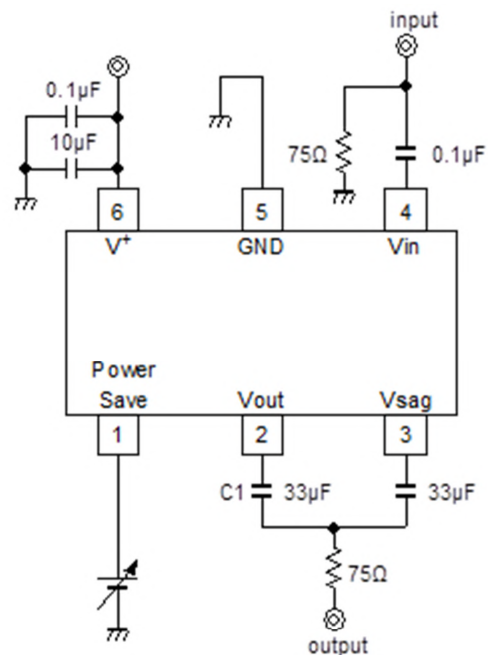 input
0.1μF
10μF
75Ω
0.1μF
6
5
4
V+
GND
Vin
Power
Save
Vout
Vsag
1
2
3
C1
33μF
33μF
75Ω
output